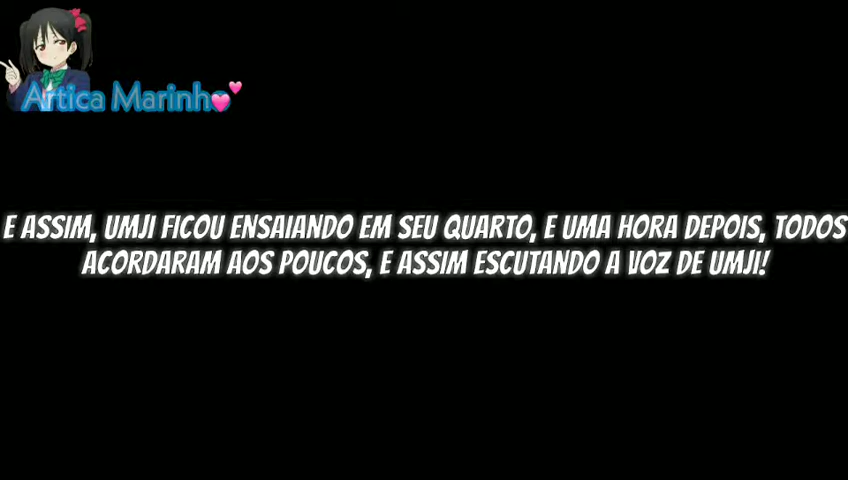 Artica Marinho
E ASSIM, UMJI FICOU ENSAIANDO EM SEU QUARTO, E UMA HORA DEPOIS, TODOS
ACORDARAM AOS POUCOS, E ASSIM ESCUTANDO A VOZ DE UMJI!